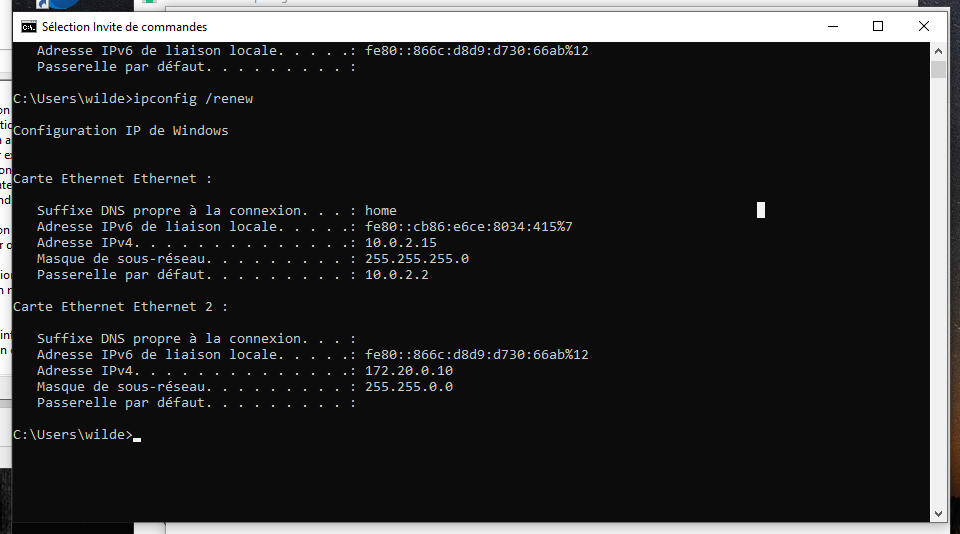 Sélection Invite de commandes
Adresse IPv6 de liaison locale. . . . .: fe80::866c:d8d9:d730:66ab%12
Passerelle par défaut. . . . . . . . . :
C:\Users\wilde>ipconfig /renew
Configuration IP de Windows
Carte Ethernet Ethernet :
Suffixe DNS propre à la connexion. . . : home
Adresse IPv6 de liaison locale. . . . .: fe80::cb86:e6ce:8034:415%7
Adresse IPv4. . . . . . . . . . . . . .: 10.0.2.15
Masque de sous-réseau. . . . . . . . . : 255.255.255.0
Passerelle par défaut. . . . . . . . . : 10.0.2.2
Carte Ethernet Ethernet 2 :
Suffixe DNS propre à la connexion. . . :
Adresse IPv6 de liaison locale. . . . .: fe80::866c:d8d9:d730:66ab%12
Adresse IPv4. . . . . . . . . . . . . .: 172.20.0.10
Masque de sous-réseau. . . . . . . . . : 255.255.0.0
Passerelle par défaut. . . . . . . . . :
C:\Users\wilde>